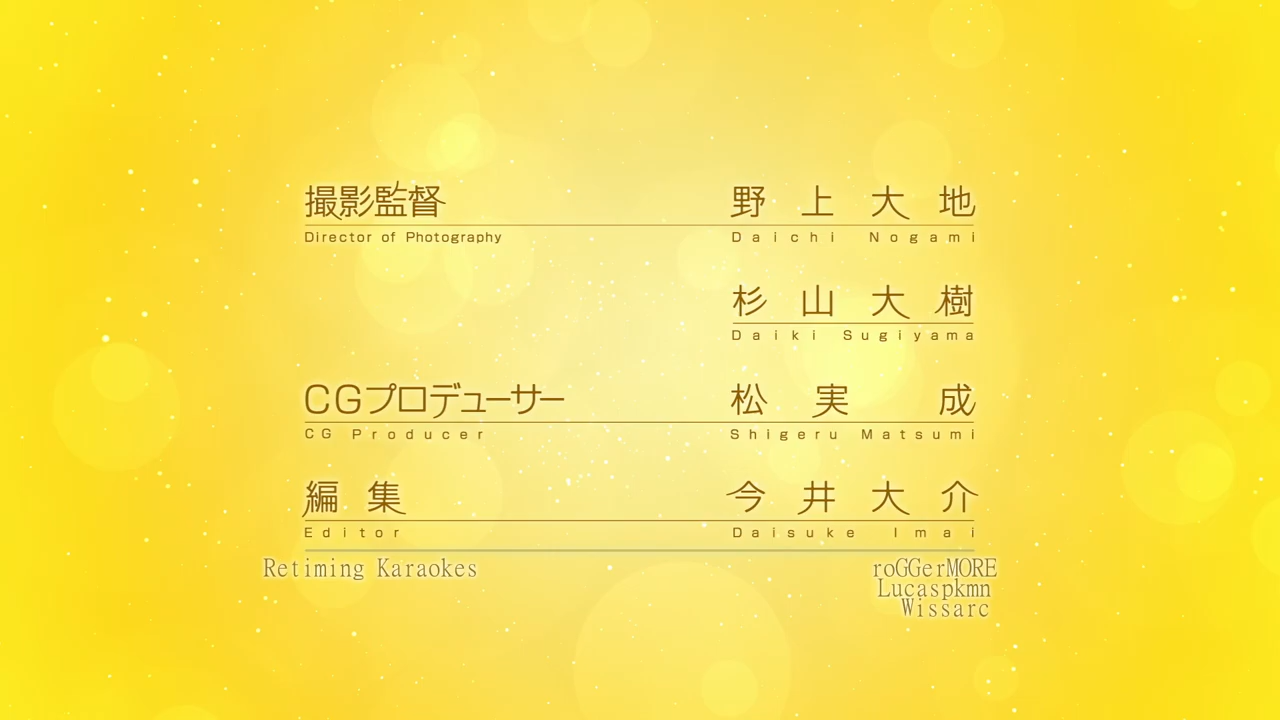 撮影監督 野上大地
Director of Photography Daichi Nogami
杉山大樹
Daiki Sugiyama
CGプロデューサー 松実 成
CG Producer Shigeru Matsumi
編集 今井大介
Editor Daisuke Imai
Retiming Karaokes roGGerMORE
Lucaspkmn
Wissarc